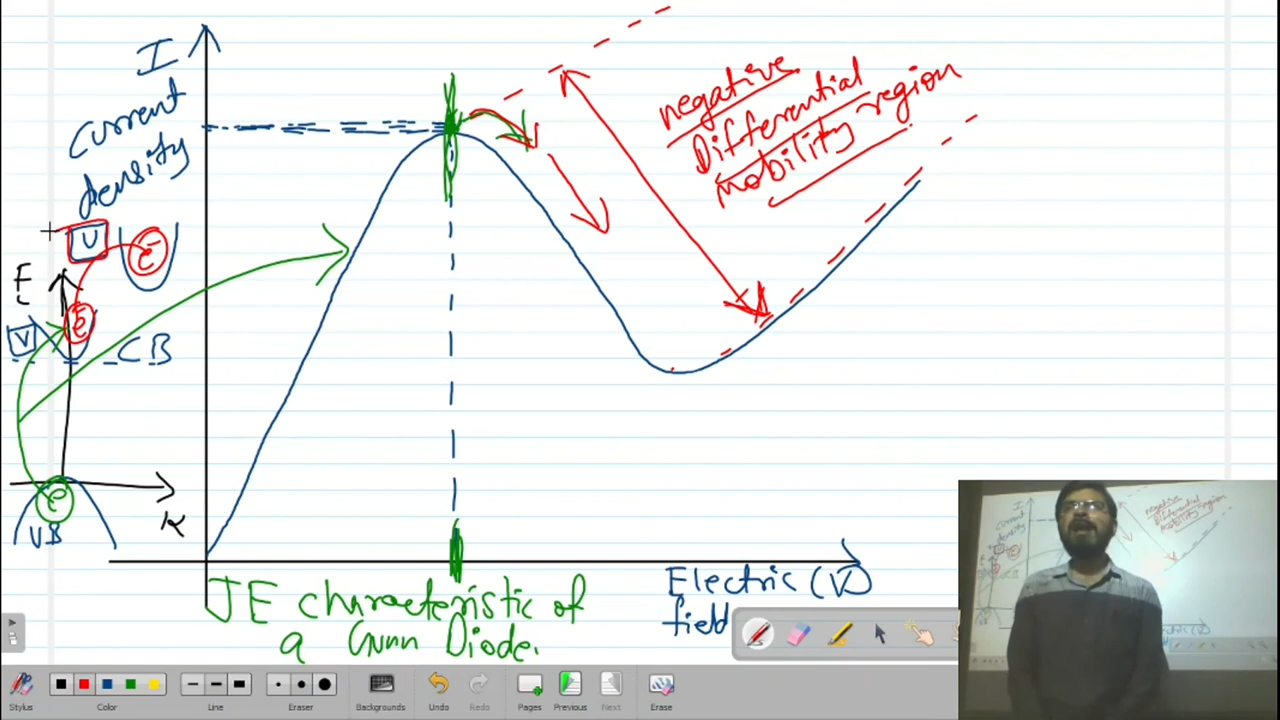 I
Current
density
negative
Differential
mobility region
V
e
E
e
V
CB
e
VB
K
Electric (V)
field
JE characteristic of
a Gunn Diode.
Stylus
Color
Line
Eraser
Backgrounds
Undo
Redo
Pages
Previous
Next
Erase